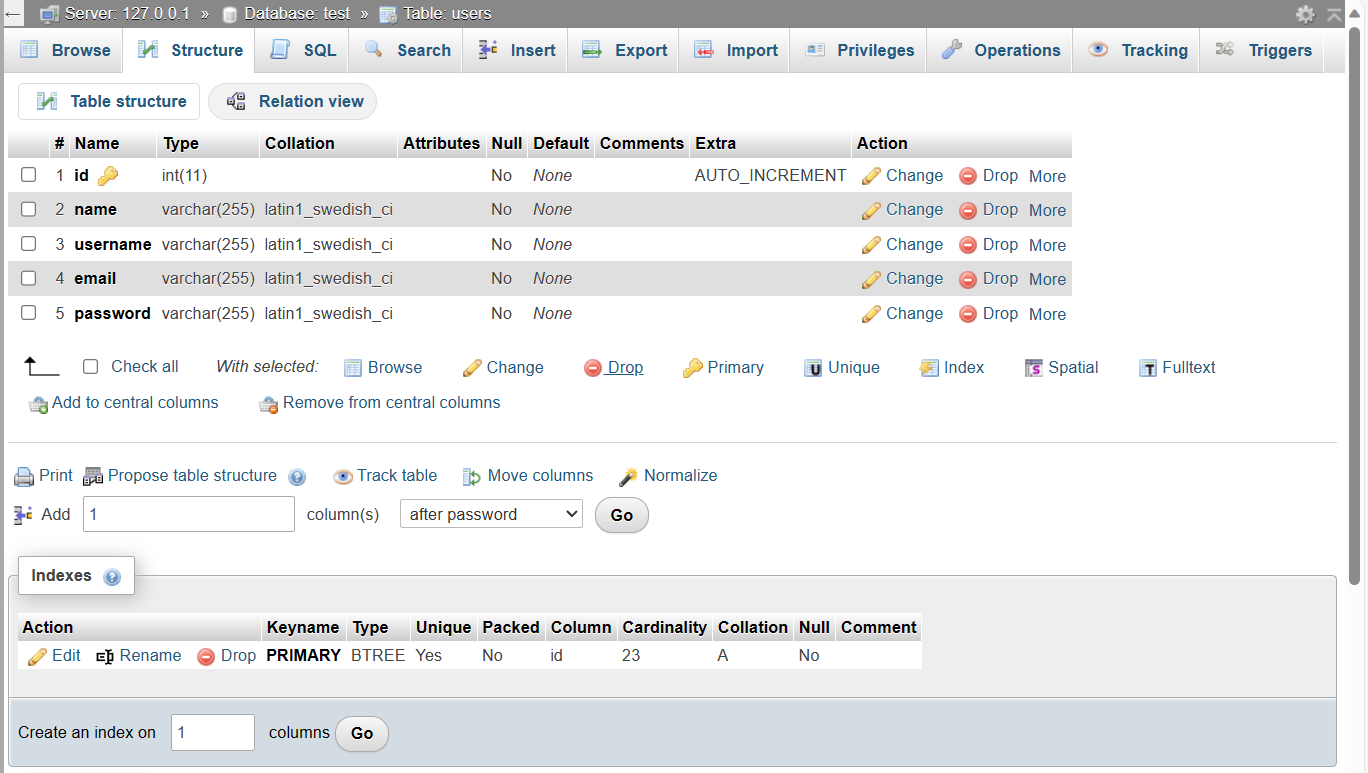 Server: 127.0.0.1 » Database: test » Table: users
Browse Structure SQL Search Insert Export Import Privileges Operations Tracking Triggers
Table structure Relation view
# Name Type Collation Attributes Null Default Comments Extra Action
1 id int(11) No None AUTO_INCREMENT Change Drop More
2 name varchar(255) latin1_swedish_ci No None Change Drop More
3 username varchar(255) latin1_swedish_ci No None Change Drop More
4 email varchar(255) latin1_swedish_ci No None Change Drop More
5 password varchar(255) latin1_swedish_ci No None Change Drop More
Check all With selected: Browse Change Drop Primary Unique Index Spatial Fulltext
Add to central columns Remove from central columns
Print Propose table structure Track table Move columns Normalize
Add 1 column(s) after password Go
Indexes
Action Keyname Type Unique Packed Column Cardinality Collation Null Comment
Edit Rename Drop PRIMARY BTREE Yes No id 23 A No
Create an index on 1 columns Go